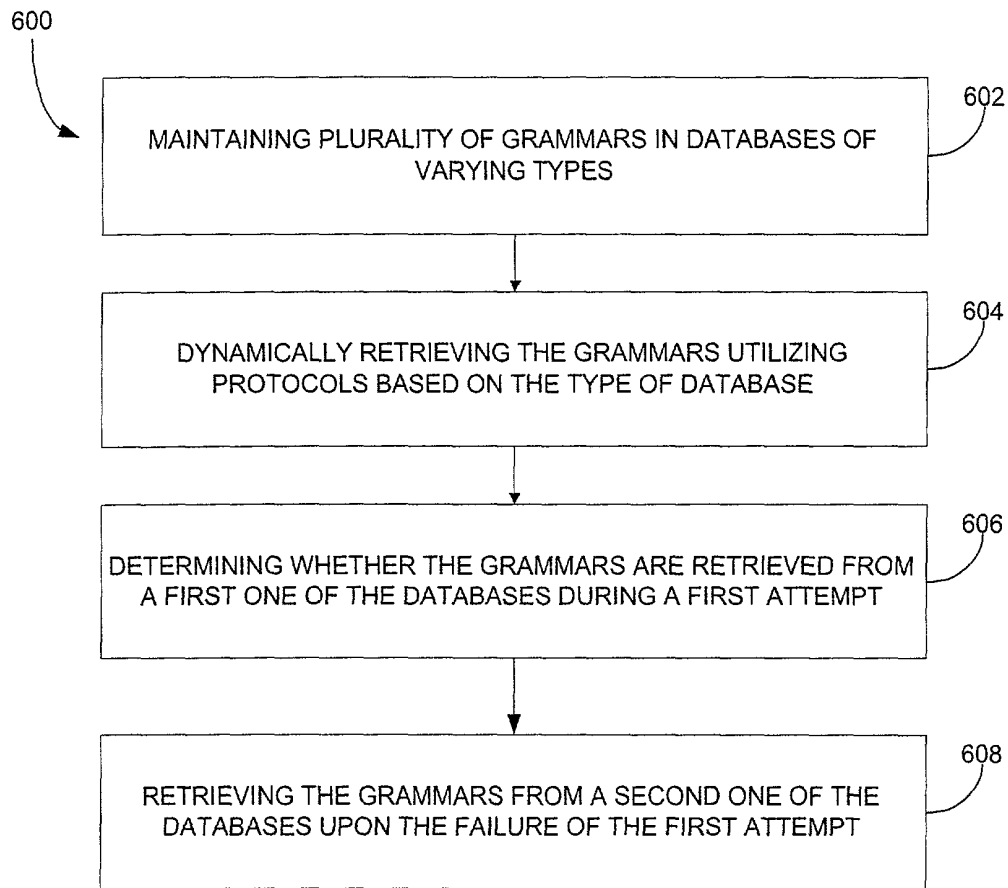 600
602
MAINTAINING PLURALITY OF GRAMMARS IN DATABASES OF
VARYING TYPES
604
DYNAMICALLY RETRIEVING THE GRAMMARS UTILIZING
PROTOCOLS BASED ON THE TYPE OF DATABASE
606
DETERMINING WHETHER THE GRAMMARS ARE RETRIEVED FROM
A FIRST ONE OF THE DATABASES DURING A FIRST ATTEMPT
608
RETRIEVING THE GRAMMARS FROM A SECOND ONE OF THE
DATABASES UPON THE FAILURE OF THE FIRST ATTEMPT